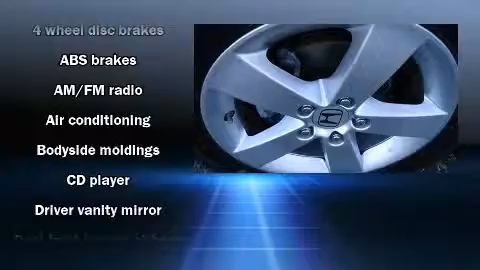 4 wheel disc brakes
ABS brakes
AM/FM radio
Air conditioning
Bodyside moldings
CD player
Driver vanity mirror